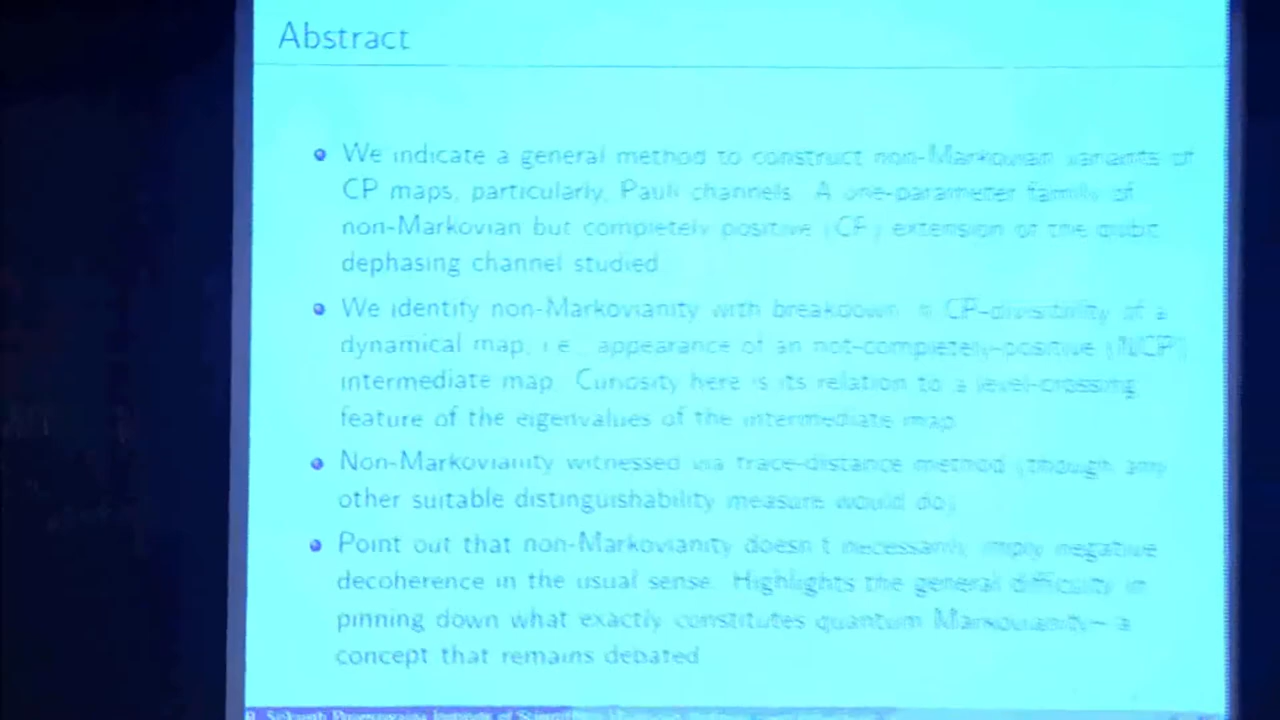 Abstract
We indicate a general method to construct non-Markovian variants of
CP maps, particularly, Pauli channels. A one-parameter family of
non-Markovian but completely positive (CP) extension of the qubit
dephasing channel studied
We identify non-Markovianity with breakdown in CP-divisibility of a
dynamical map, i.e., appearance of an not-completely-positive (NCP)
intermediate map. Curiosity here is its relation to a level-crossing
feature of the eigenvalues of the intermediate map
Non-Markovianity witnessed via trace-distance method (though any
other suitable distinguishability measure would do)
Point out that non-Markovianity doesn't necessarily imply negative
decoherence in the usual sense. Highlights the general difficulty in
pinning down what exactly constitutes quantum Markovianity– a
concept that remains debated
Institute of